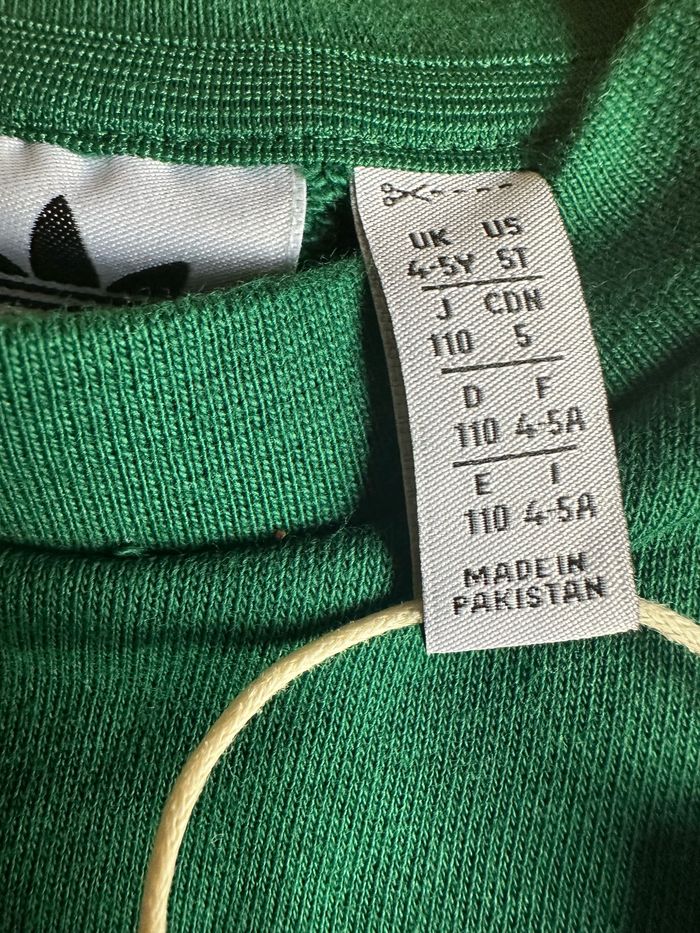 UK US
4-5Y 5T
J CDN
110 5
D F
110 4-5A
E I
110 4-5A
MADE IN
PAKISTAN